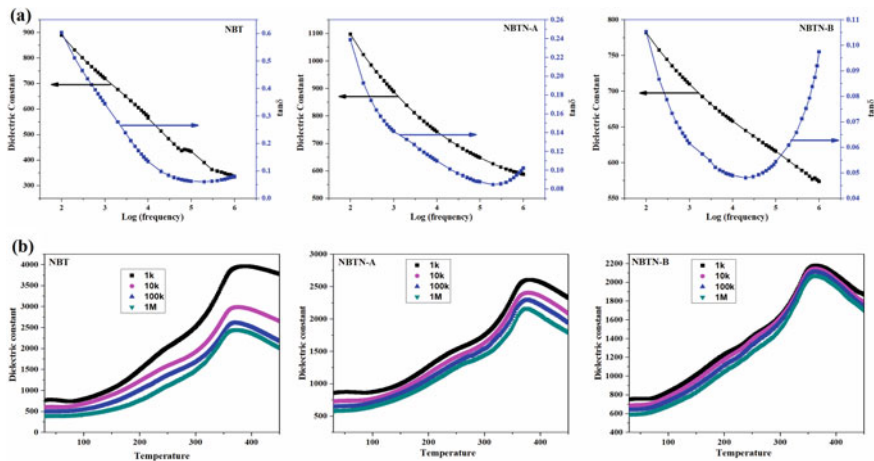 (a)
NBT
900
800
700
600
500
400
300
0.6
0.5
0.4
0.3
0.2
0.1
0.0
2 3 4 5 6
Dielectric Constant
tanδ
Log (frequency)
NBTN-A
1100
1000
900
800
700
600
500
0.26
0.24
0.22
0.20
0.18
0.16
0.14
0.12
0.10
0.08
2 3 4 5 6
Dielectric Constant
tanδ
Log (frequency)
NBTN-B
800
750
700
650
600
550
0.11
0.10
0.09
0.08
0.07
0.06
0.05
0.04
2 3 4 5 6
Dielectric Constant
tanδ
Log (frequency)
(b)
NBT
1k
10k
100k
1M
4000
3500
3000
2500
2000
1500
1000
500
0
100 200 300 400
Dielectric constant
Temperature
NBTN-A
1k
10k
100k
1M
3000
2500
2000
1500
1000
500
100 200 300 400
Dielectric constant
Temperature
NBTN-B
1k
10k
100k
1M
2200
2000
1800
1600
1400
1200
1000
800
600
400
100 200 300 400
Dielectric constant
Temperature